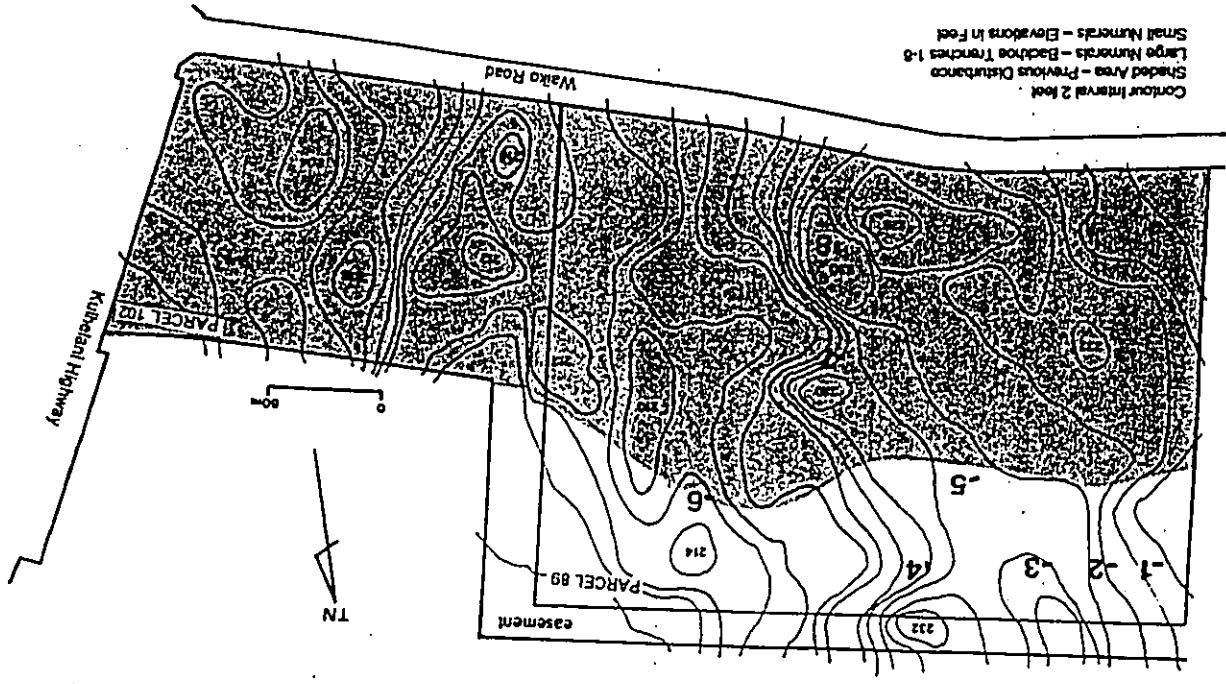 232
easement
-1
-2
-3
-4
PARCEL 89
214
TN
-5
-6
0
Kuihelani Highway
PARCEL 102
-8
Waiko Road
Contour Interval 2 feet
Shaded Area – Previous Disturbance
Large Numerals – Backhoe Trenches 1-8
Small Numerals – Elevations in Feet